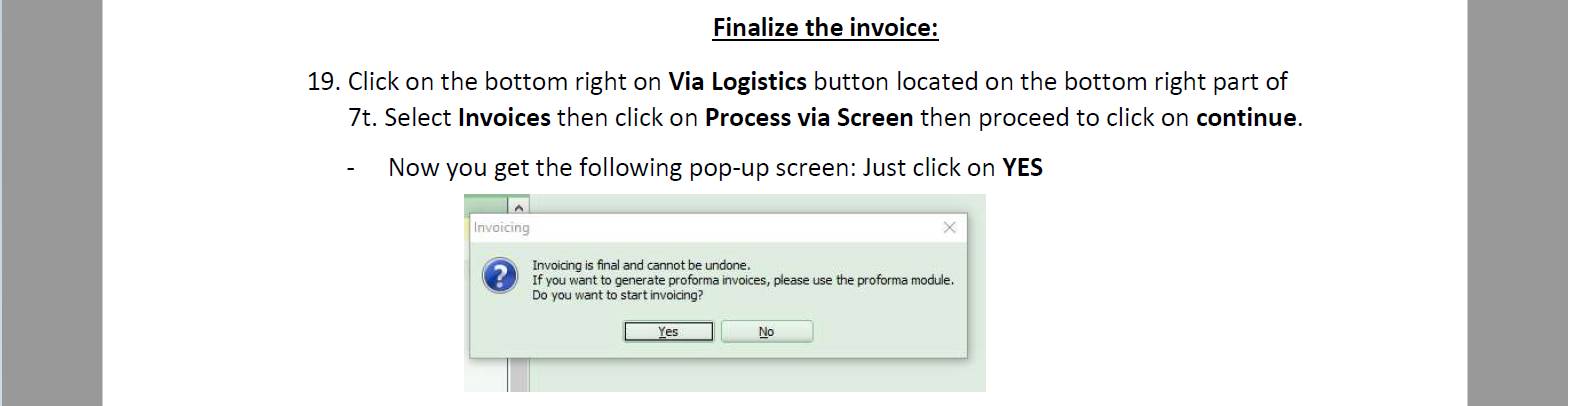 Finalize the invoice:
19. Click on the bottom right on Via Logistics button located on the bottom right part of
7t. Select Invoices then click on Process via Screen then proceed to click on continue.
- Now you get the following pop-up screen: Just click on YES
Invoicing
Invoicing is final and cannot be undone.
If you want to generate proforma invoices, please use the proforma module.
Do you want to start invoicing?
Yes No